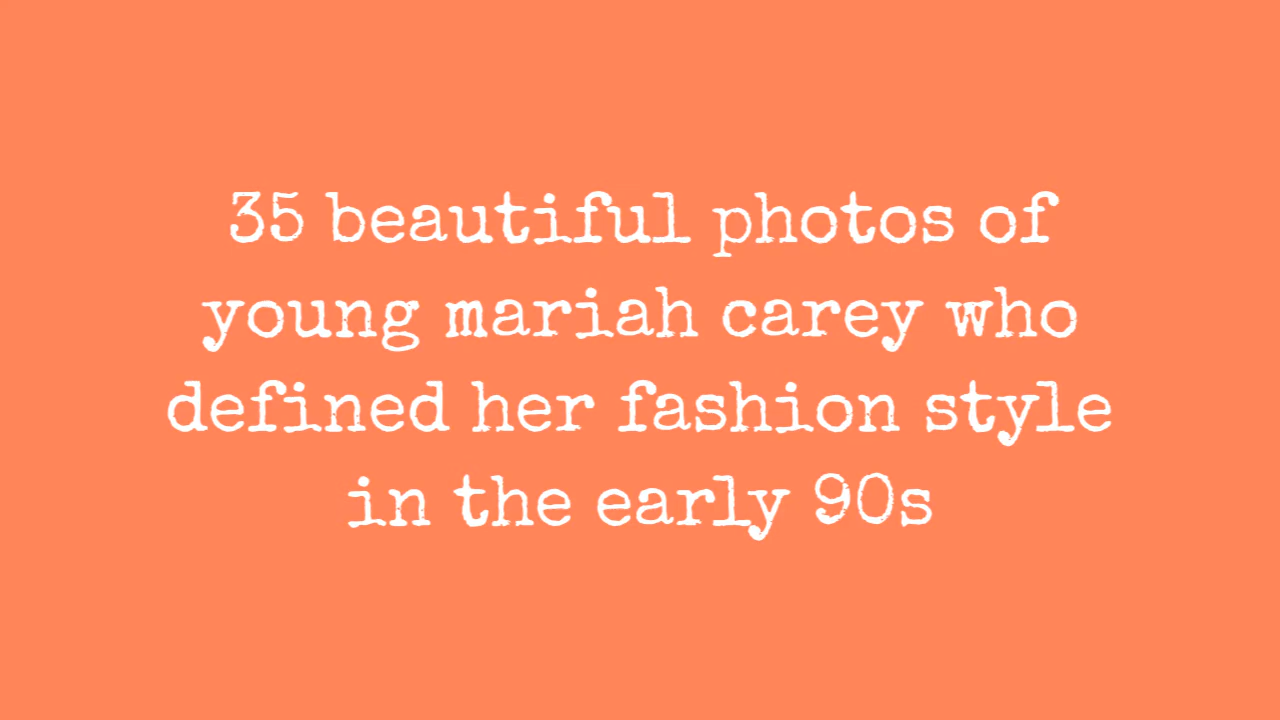 35 beautiful photos of
young mariah carey who
defined her fashion style
in the early 90s